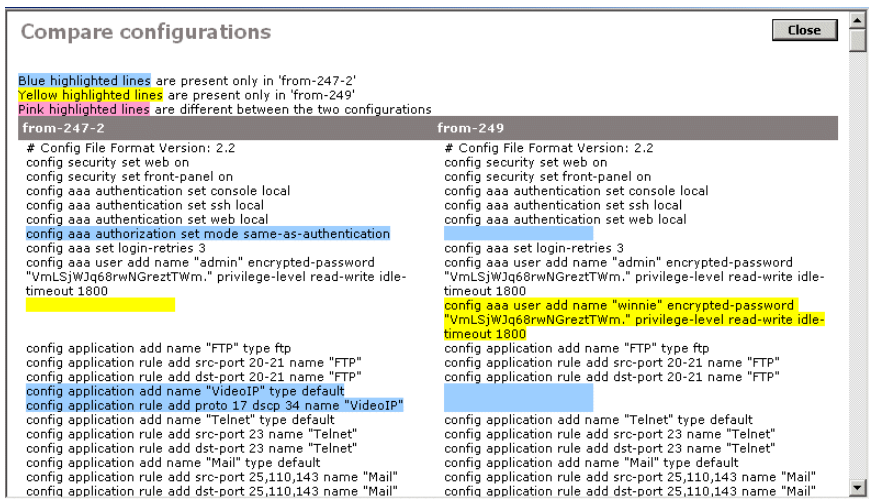 Compare configurations
Close
Blue highlighted lines are present only in 'from-247-2'
Yellow highlighted lines are present only in 'from-249'
Pink highlighted lines are different between the two configurations
from-247-2
# Config File Format Version: 2.2
config security set web on
config security set front-panel on
config aaa authentication set console local
config aaa authentication set ssh local
config aaa authentication set web local
config aaa authorization set mode same-as-authentication
config aaa set login-retries 3
config aaa user add name "admin" encrypted-password
"VmLSjWJq68rwNGreztTWm." privilege-level read-write idle-
timeout 1800
config application add name "FTP" type ftp
config application rule add src-port 20-21 name "FTP"
config application rule add dst-port 20-21 name "FTP"
config application add name "VideoIP" type default
config application rule add proto 17 dscp 34 name "VideoIP"
config application add name "Telnet" type default
config application rule add src-port 23 name "Telnet"
config application rule add dst-port 23 name "Telnet"
config application add name "Mail" type default
config application rule add src-port 25,110,143 name "Mail"
config application rule add dst-port 25,110,143 name "Mail"
from-249
# Config File Format Version: 2.2
config security set web on
config security set front-panel on
config aaa authentication set console local
config aaa authentication set ssh local
config aaa authentication set web local
config aaa set login-retries 3
config aaa user add name "admin" encrypted-password
"VmLSjWJq68rwNGreztTWm." privilege-level read-write idle-
timeout 1800
config aaa user add name "winnie" encrypted-password
"VmLSjWJq68rwNGreztTWm." privilege-level read-write idle-
timeout 1800
config application add name "FTP" type ftp
config application rule add src-port 20-21 name "FTP"
config application rule add dst-port 20-21 name "FTP"
config application add name "Telnet" type default
config application rule add src-port 23 name "Telnet"
config application rule add dst-port 23 name "Telnet"
config application add name "Mail" type default
config application rule add src-port 25,110,143 name "Mail"
config application rule add dst-port 25,110,143 name "Mail"